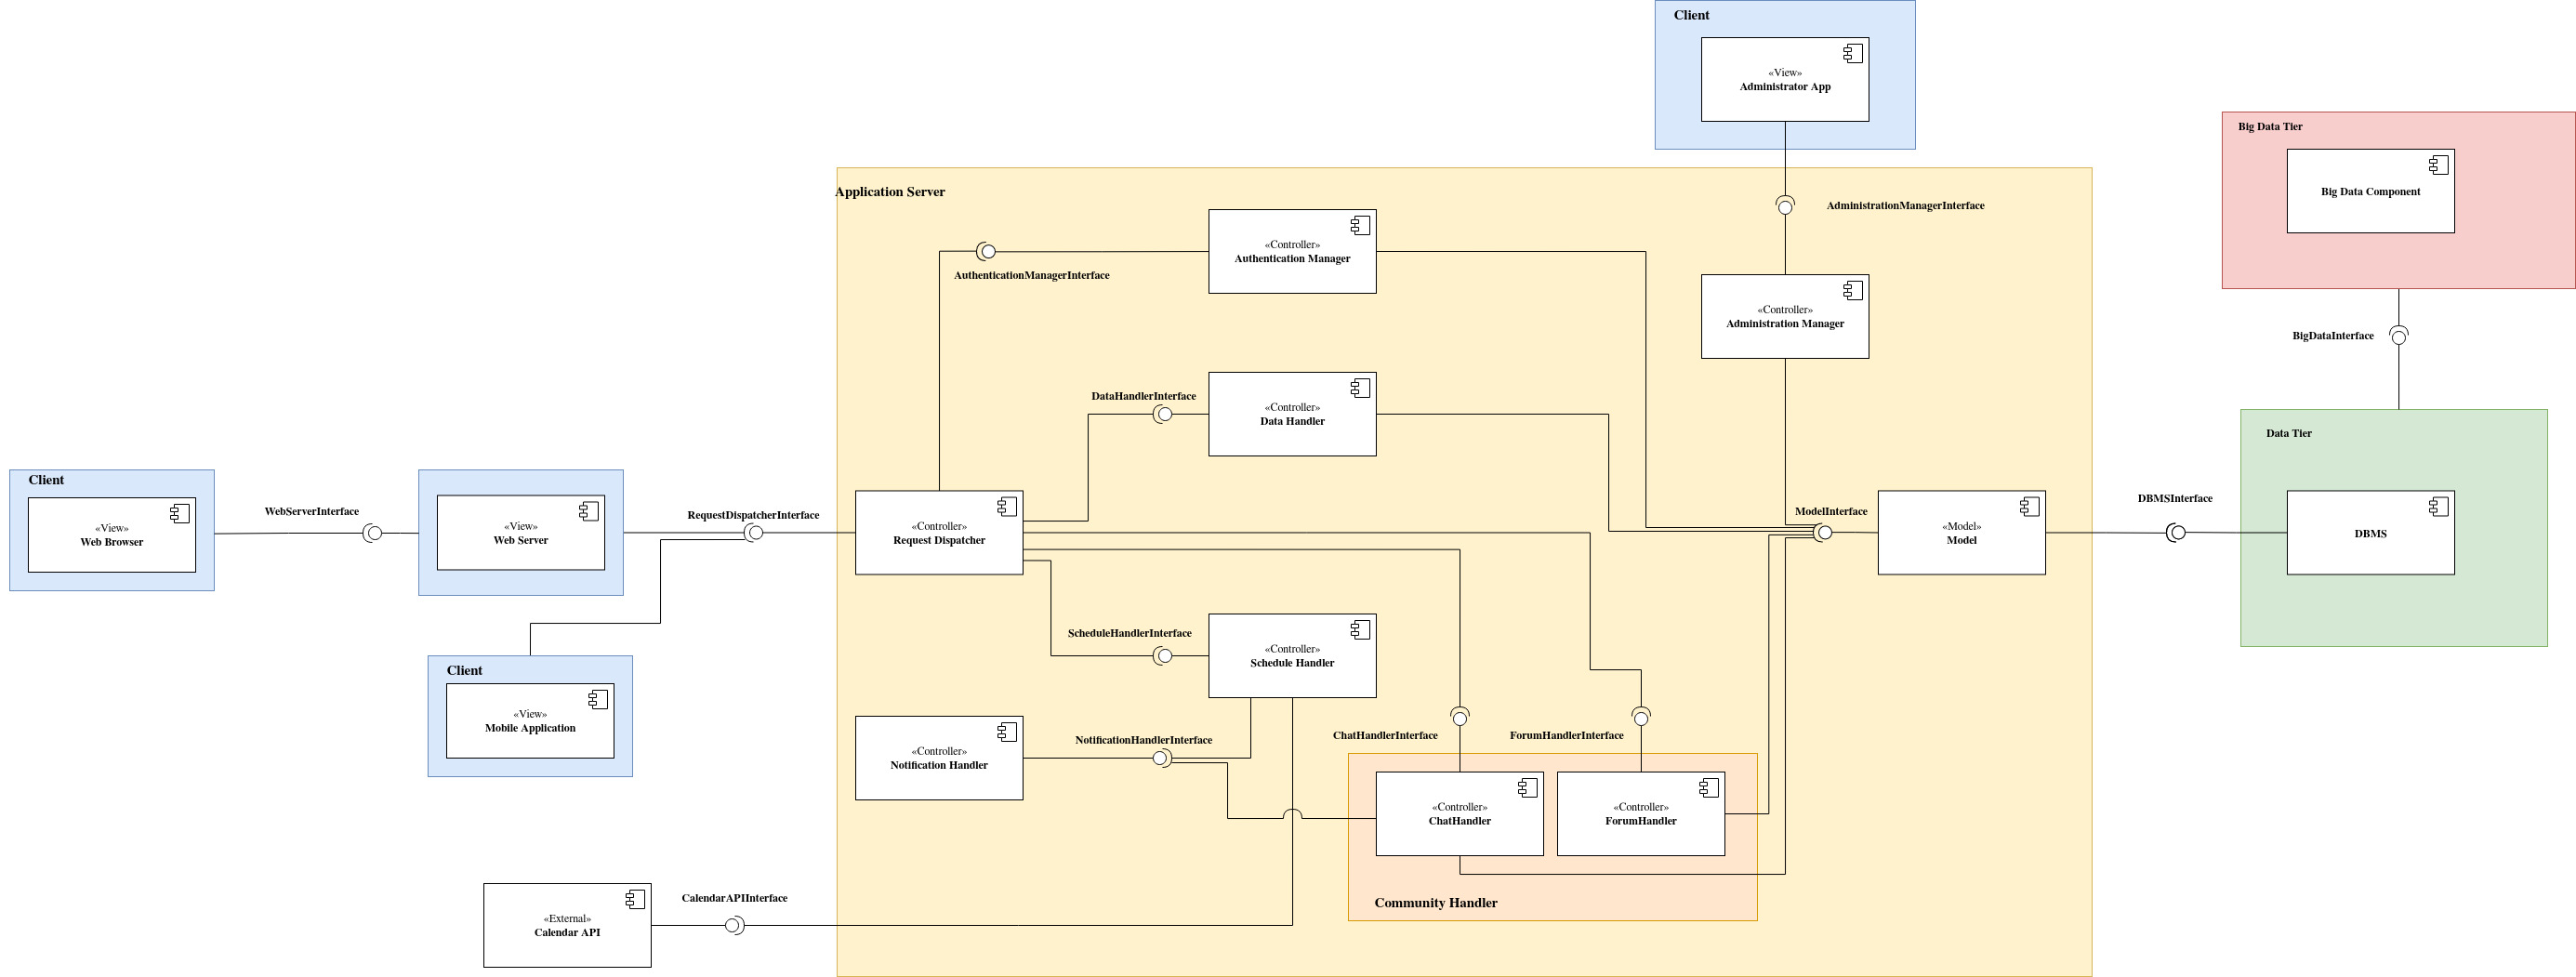 Client
«View»
Administrator App
Big Data Tier
Big Data Component
Application Server
AdministrationManagerInterface
«Controller»
Authentication Manager
AuthenticationManagerInterface
«Controller»
Administration Manager
BigDataInterface
DataHandlerInterface
«Controller»
Data Handler
Data Tier
Client
«View»
Web Browser
WebServerInterface
«View»
Web Server
RequestDispatcherInterface
«Controller»
Request Dispatcher
ModelInterface
«Model»
Model
DBMSInterface
DBMS
ScheduleHandlerInterface
«Controller»
Schedule Handler
Client
«View»
Mobile Application
«Controller»
Notification Handler
NotificationHandlerInterface
ChatHandlerInterface
ForumHandlerInterface
«Controller»
ChatHandler
«Controller»
ForumHandler
Community Handler
«External»
Calendar API
CalendarAPIInterface